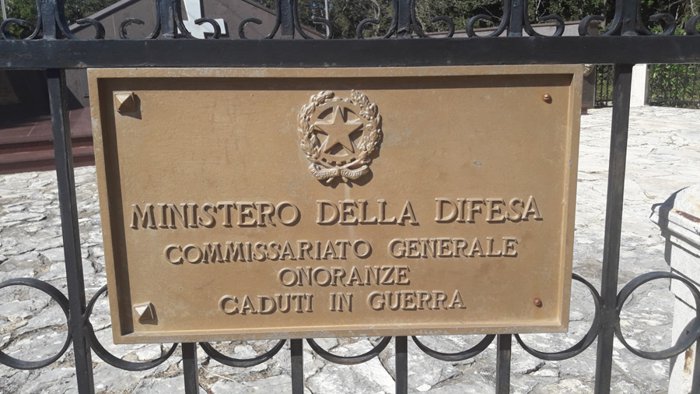 MINISTERO DELLA DIFESA
COMMISSARIATO GENERALE
ONORANZE
CADUTI IN GUERRA